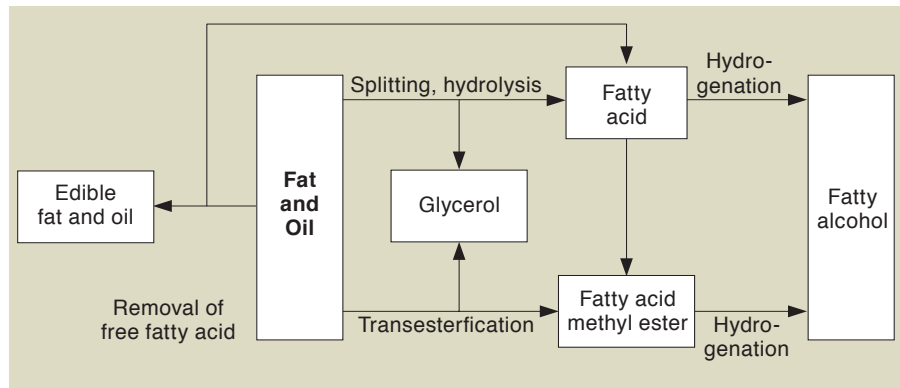 Splitting, hydrolysis
Hydro-
genation
Fatty
acid
Edible
fat and oil
Fat
and
Oil
Glycerol
Fatty
alcohol
Removal of
free fatty acid
Transesterfication
Fatty acid
methyl ester
Hydro-
genation